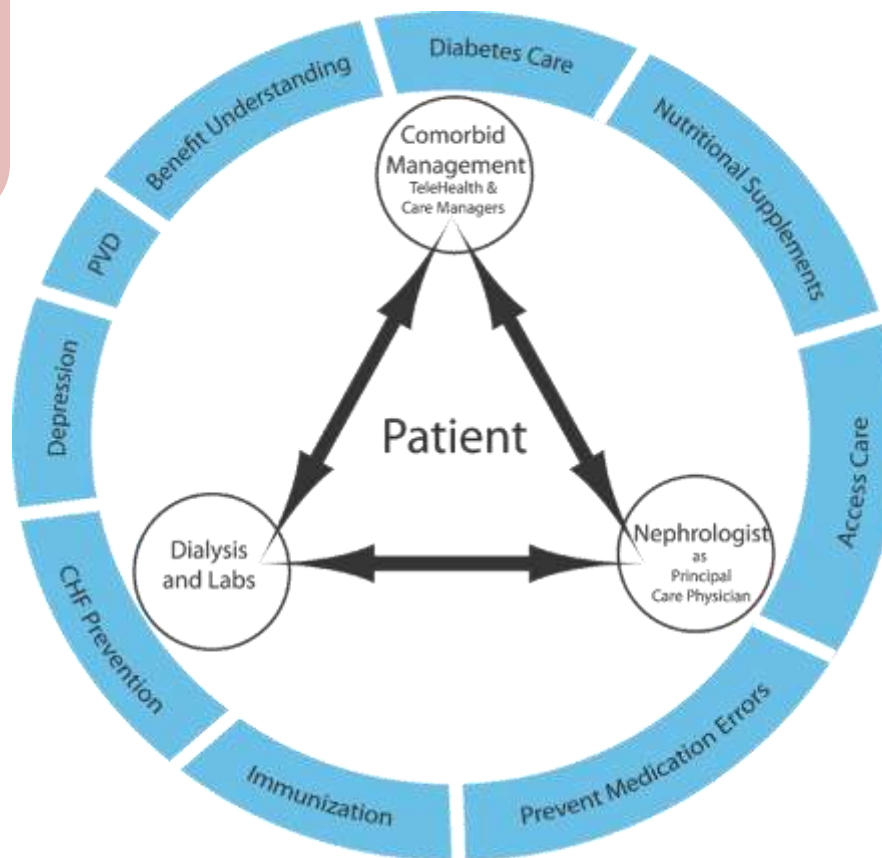 Diabetes Care
Nutritional Supplements
Access Care
Prevent Medication Errors
Immunization
CHF Prevention
Depression
PVD
Benefit Understanding
Comorbid
Management
TeleHealth &
Care Managers
Patient
Dialysis
and Labs
Nephrologist
as
Principal
Care Physician